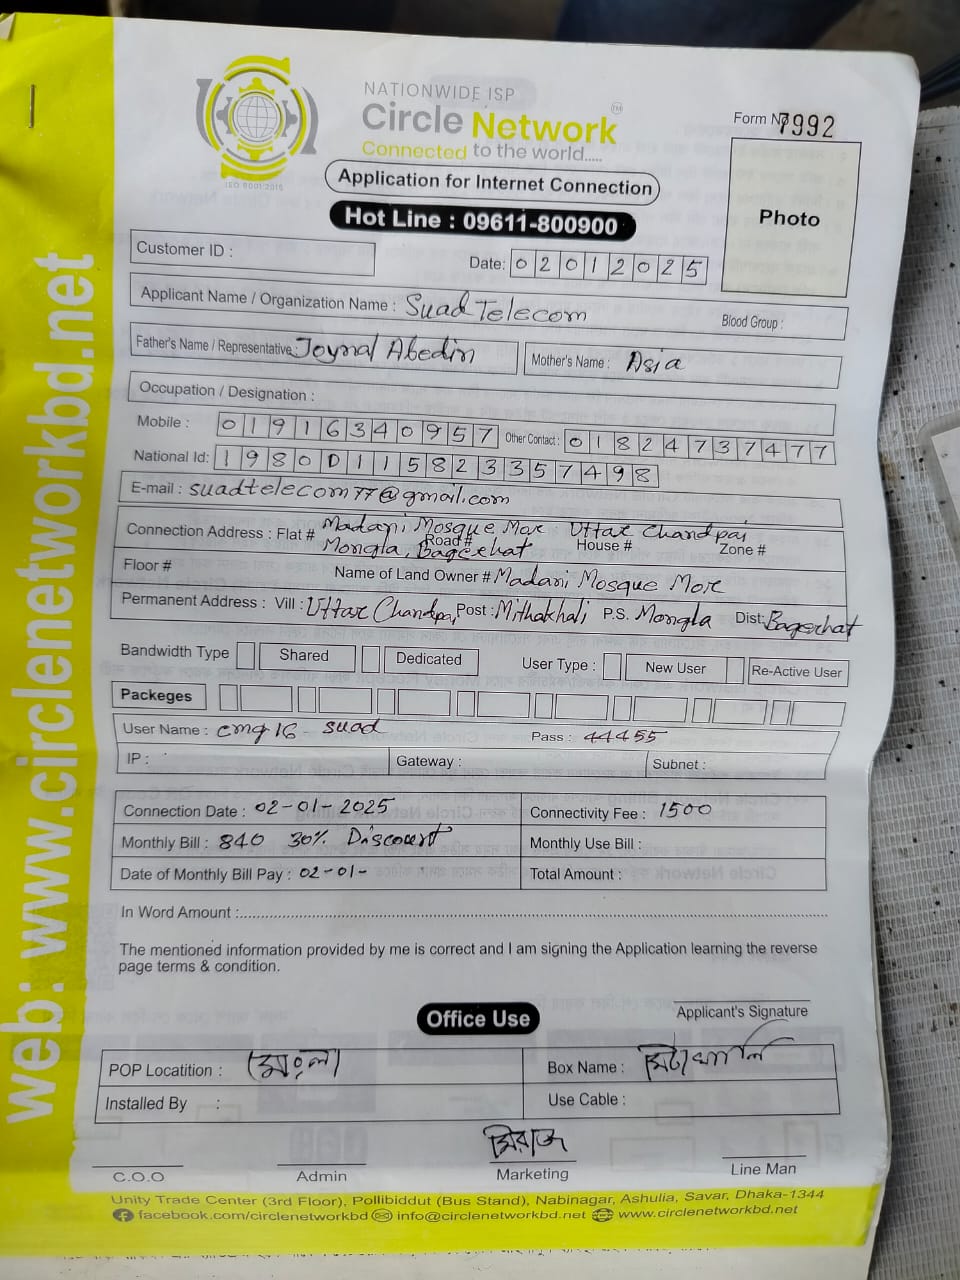 NATIONWIDE ISP
Circle Network™
Connected to the world.....
ISO 9001:2015
Form No 7992
Application for Internet Connection
Hot Line : 09611-800900
Photo
Customer ID :
Date: 02012025
Applicant Name / Organization Name : Suad Telecom Blood Group :
Father's Name / Representative: Joynal Abedin Mother's Name : Asia
Occupation / Designation :
Mobile : 01916340957 Other Contact : 01824737477
National Id: 19800115823357498
E-mail : suadtelecom77@gmail.com
Madani Mosque Mor Uttar Chandpai
Connection Address : Flat # Road # House # Zone #
Mongla, Bagerhat
Floor # Name of Land Owner # Madani Mosque More
Permanent Address : Vill : Uttar Chandpai Post : Mithakhali P.S. Mongla Dist: Bagerhat
Bandwidth Type Shared Dedicated User Type : New User Re-Active User
Packeges
User Name : cmg16-suad Pass : 44455
IP : Gateway : Subnet :
Connection Date : 02-01-2025 Connectivity Fee : 1500
Monthly Bill : 840 30% Discount Monthly Use Bill :
Date of Monthly Bill Pay : 02-01- Total Amount :
In Word Amount :
The mentioned information provided by me is correct and I am signing the Application learning the reverse
page terms & condition.
Applicant's Signature
Office Use
POP Locatition : মোংলা Box Name : মিঠাখালি
Installed By : Use Cable :
মিরাজ
C.O.O Admin Marketing Line Man
Unity Trade Center (3rd Floor), Pollibiddut (Bus Stand), Nabinagar, Ashulia, Savar, Dhaka-1344
facebook.com/circlenetworkbd info@circlenetworkbd.net www.circlenetworkbd.net
web: www.circlenetworkbd.net